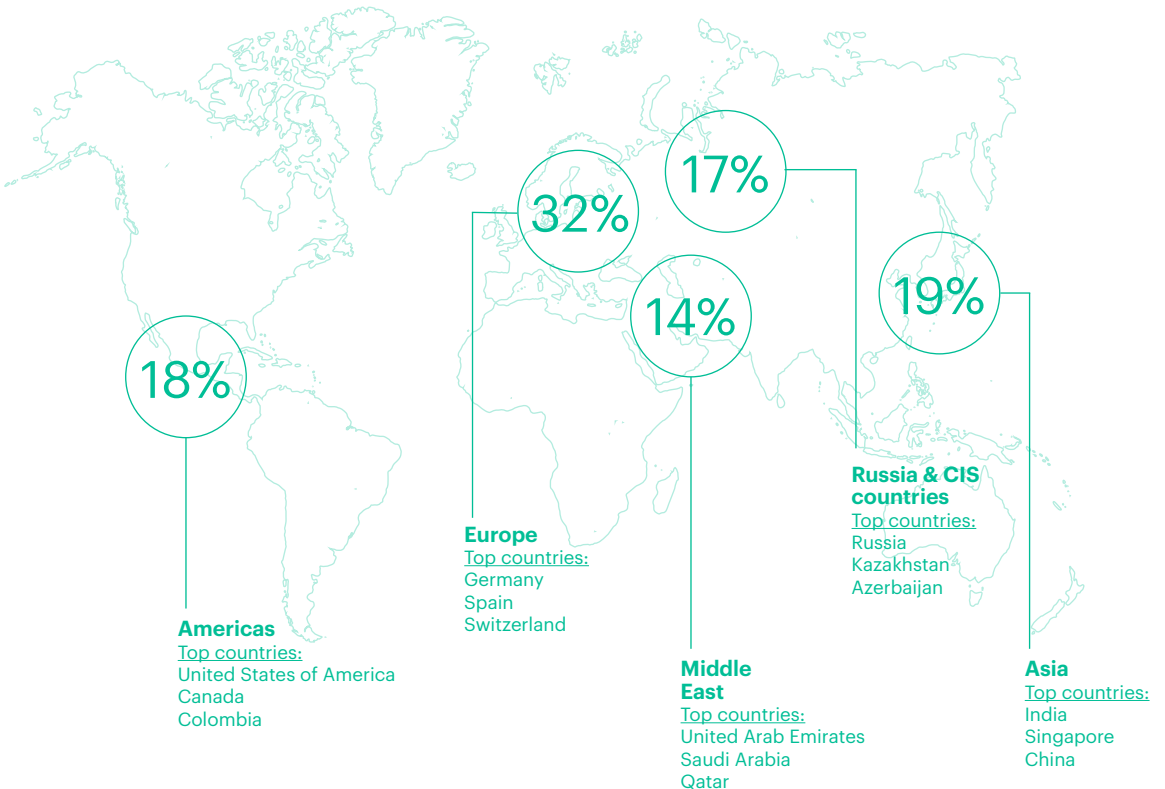 17%
32%
19%
14%
18%
Russia & CIS
countries
Top countries:
Russia
Kazakhstan
Azerbaijan
Europe
Top countries:
Germany
Spain
Switzerland
Americas
Top countries:
United States of America
Canada
Colombia
Middle
East
Top countries:
United Arab Emirates
Saudi Arabia
Qatar
Asia
Top countries:
India
Singapore
China